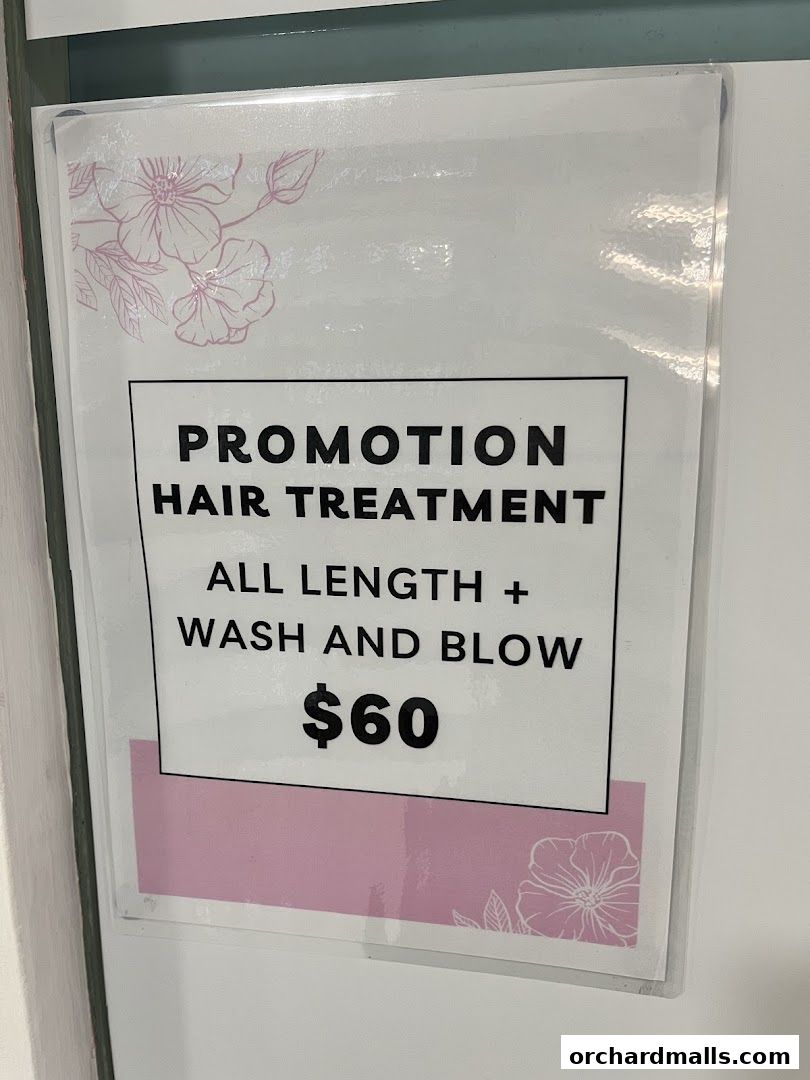 PROMOTION
HAIR TREATMENT
ALL LENGTH +
WASH AND BLOW
$60
orchardmalls.com